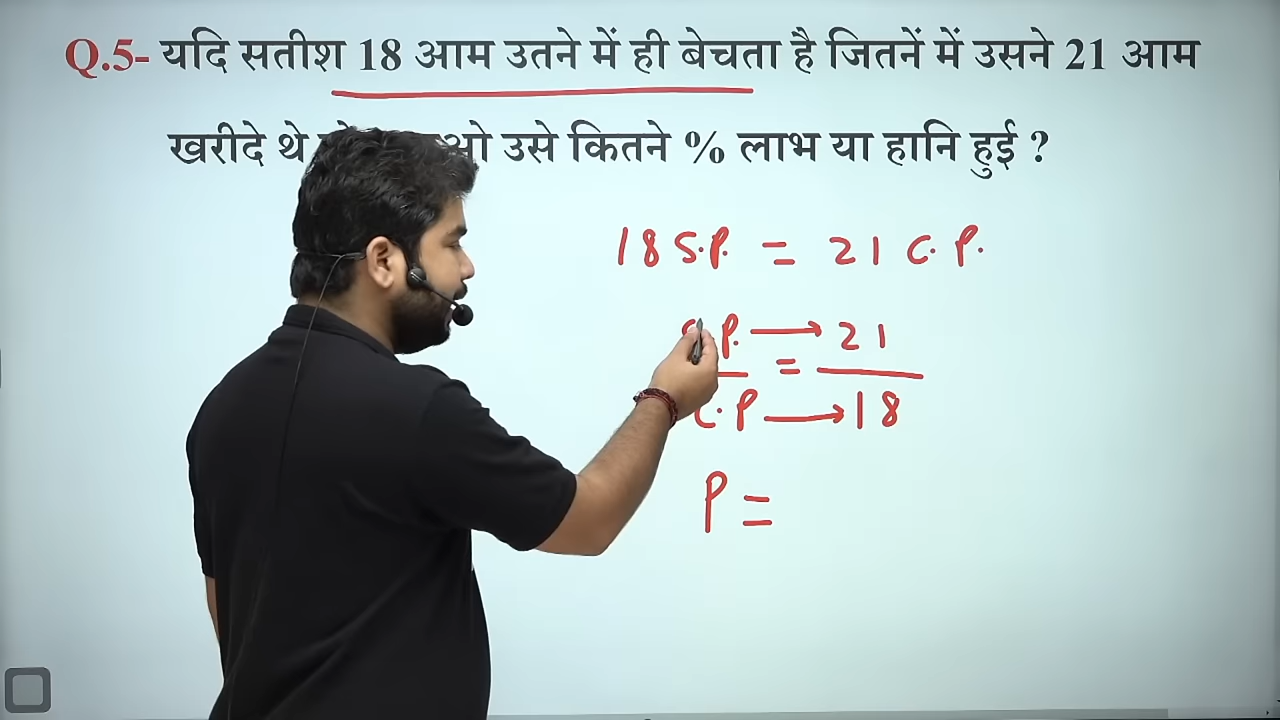 Q.5- यदि सतीश 18 आम उतने में ही बेचता है जितनें में उसने 21 आम
खरीदे थे उसे कितने % लाभ या हानि हुई ?
18 S.P. = 21 C.P.
P. → 21
=
C.P → 18
P =